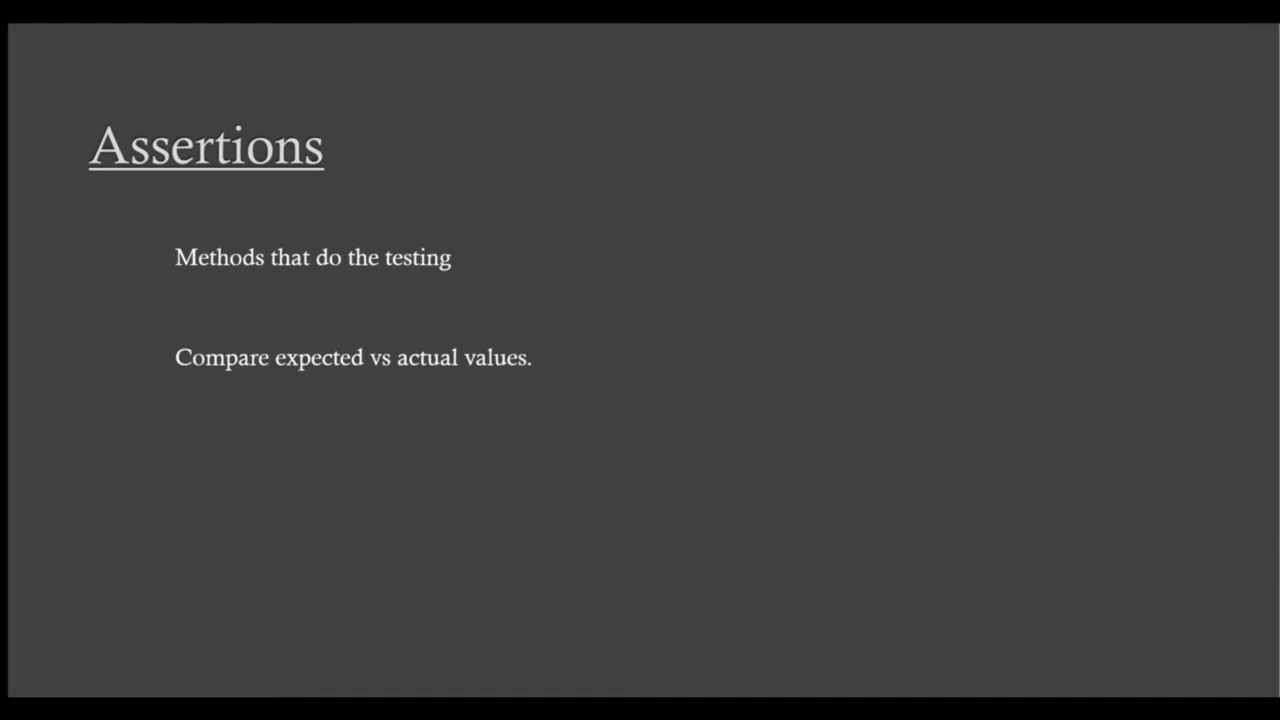 Assertions
Methods that do the testing
Compare expected vs actual values.